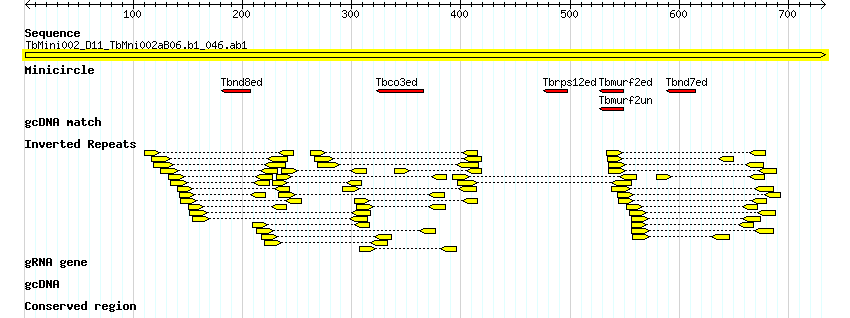 100 200 300 400 500 600 700
Sequence
TbMini002_D11_TbMni002aB06.b1_046.ab1
Minicircle
Tbnd8ed Tbco3ed Tbrps12ed Tbmurf2ed Tbnd7ed
Tbmurf2un
gcDNA match
Inverted Repeats
gRNA gene
gcDNA
Conserved region